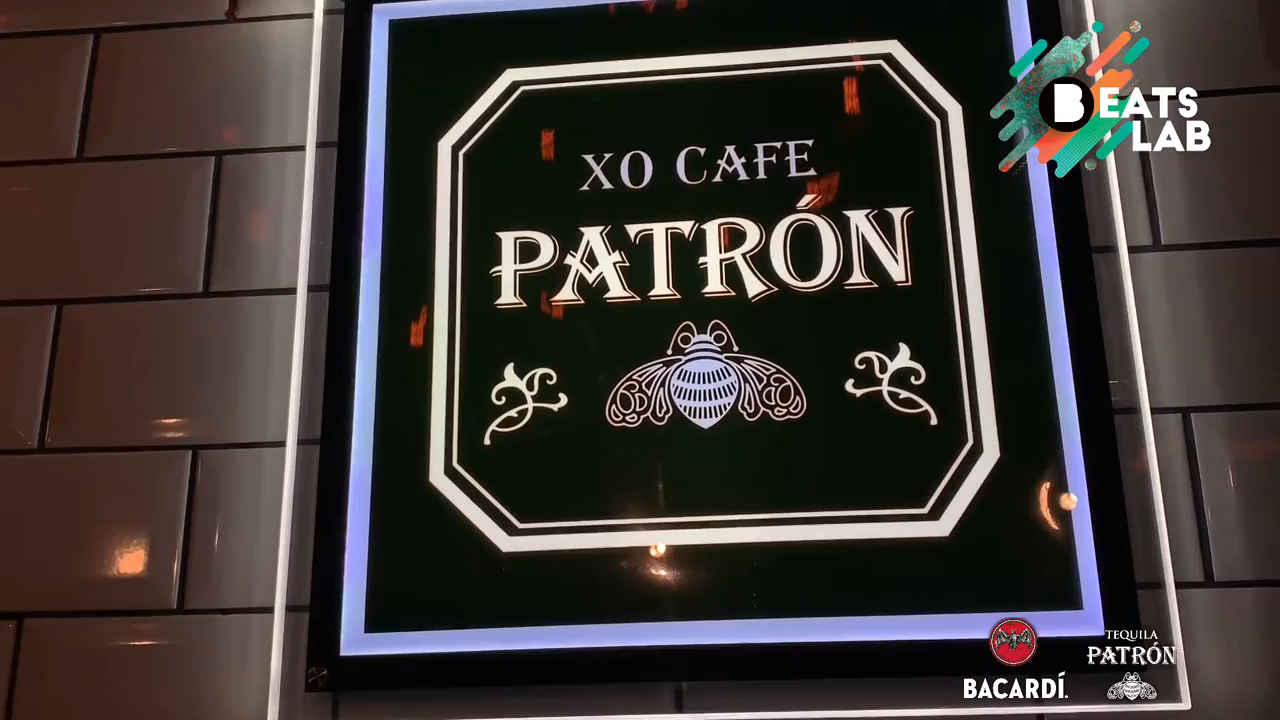 XO CAFE
PATRÓN
BEATS
LAB
BACARDÍ.
TEQUILA
PATRÓN